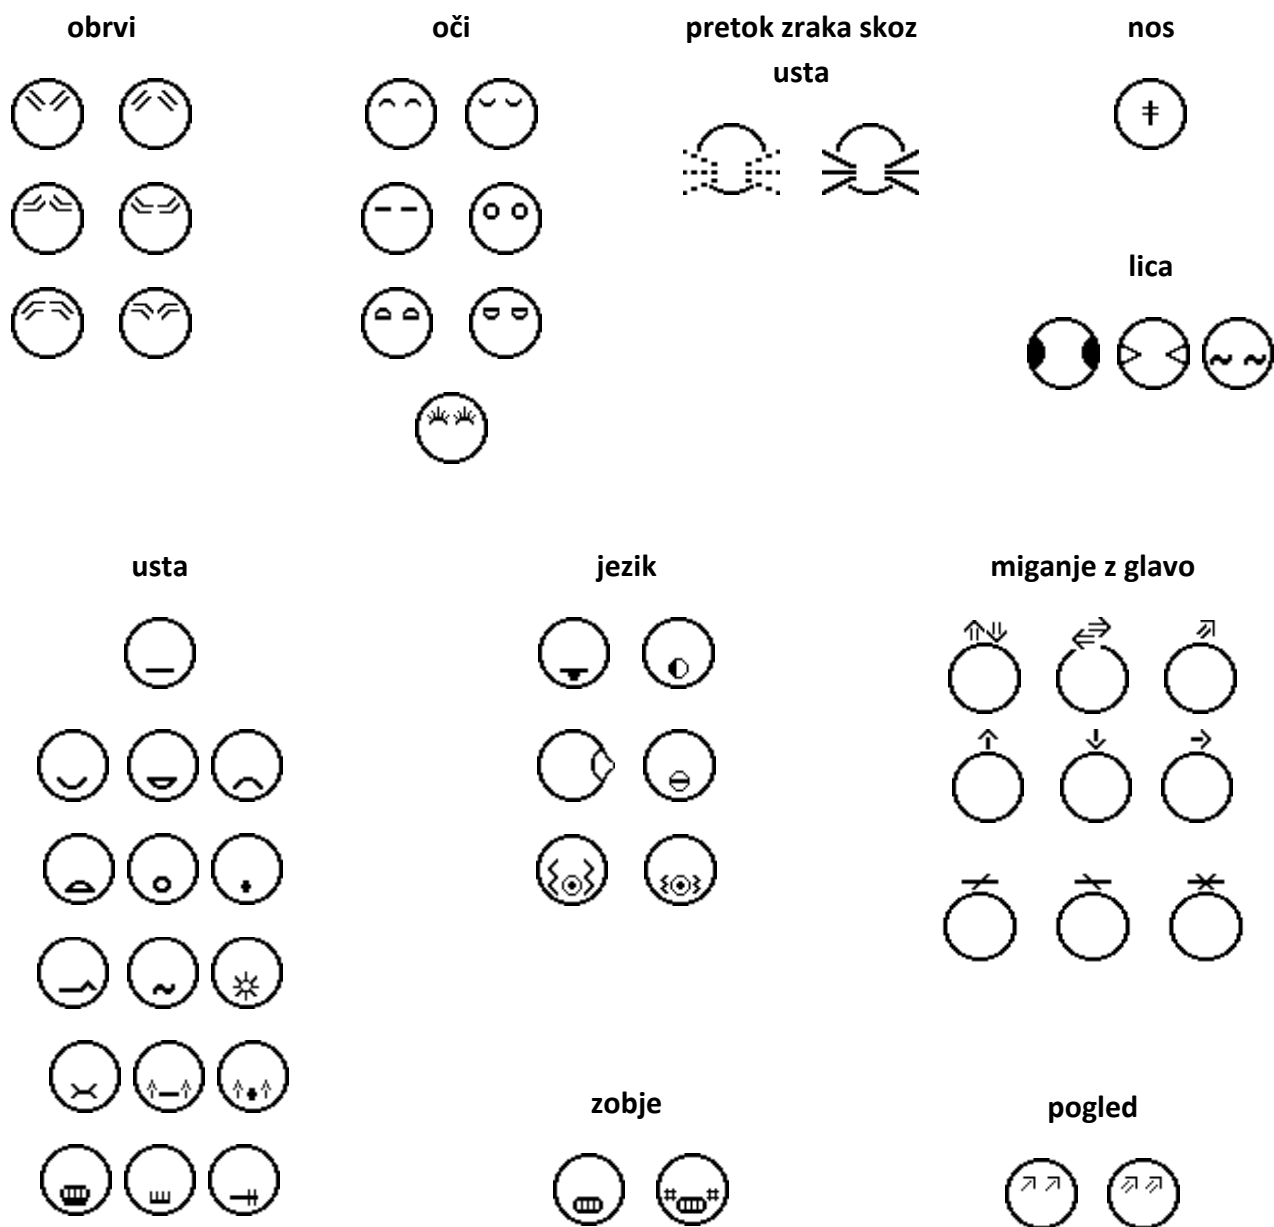 obrvi
oči
pretok zraka skoz
usta
nos
lica
usta
jezik
miganje z glavo
zobje
pogled